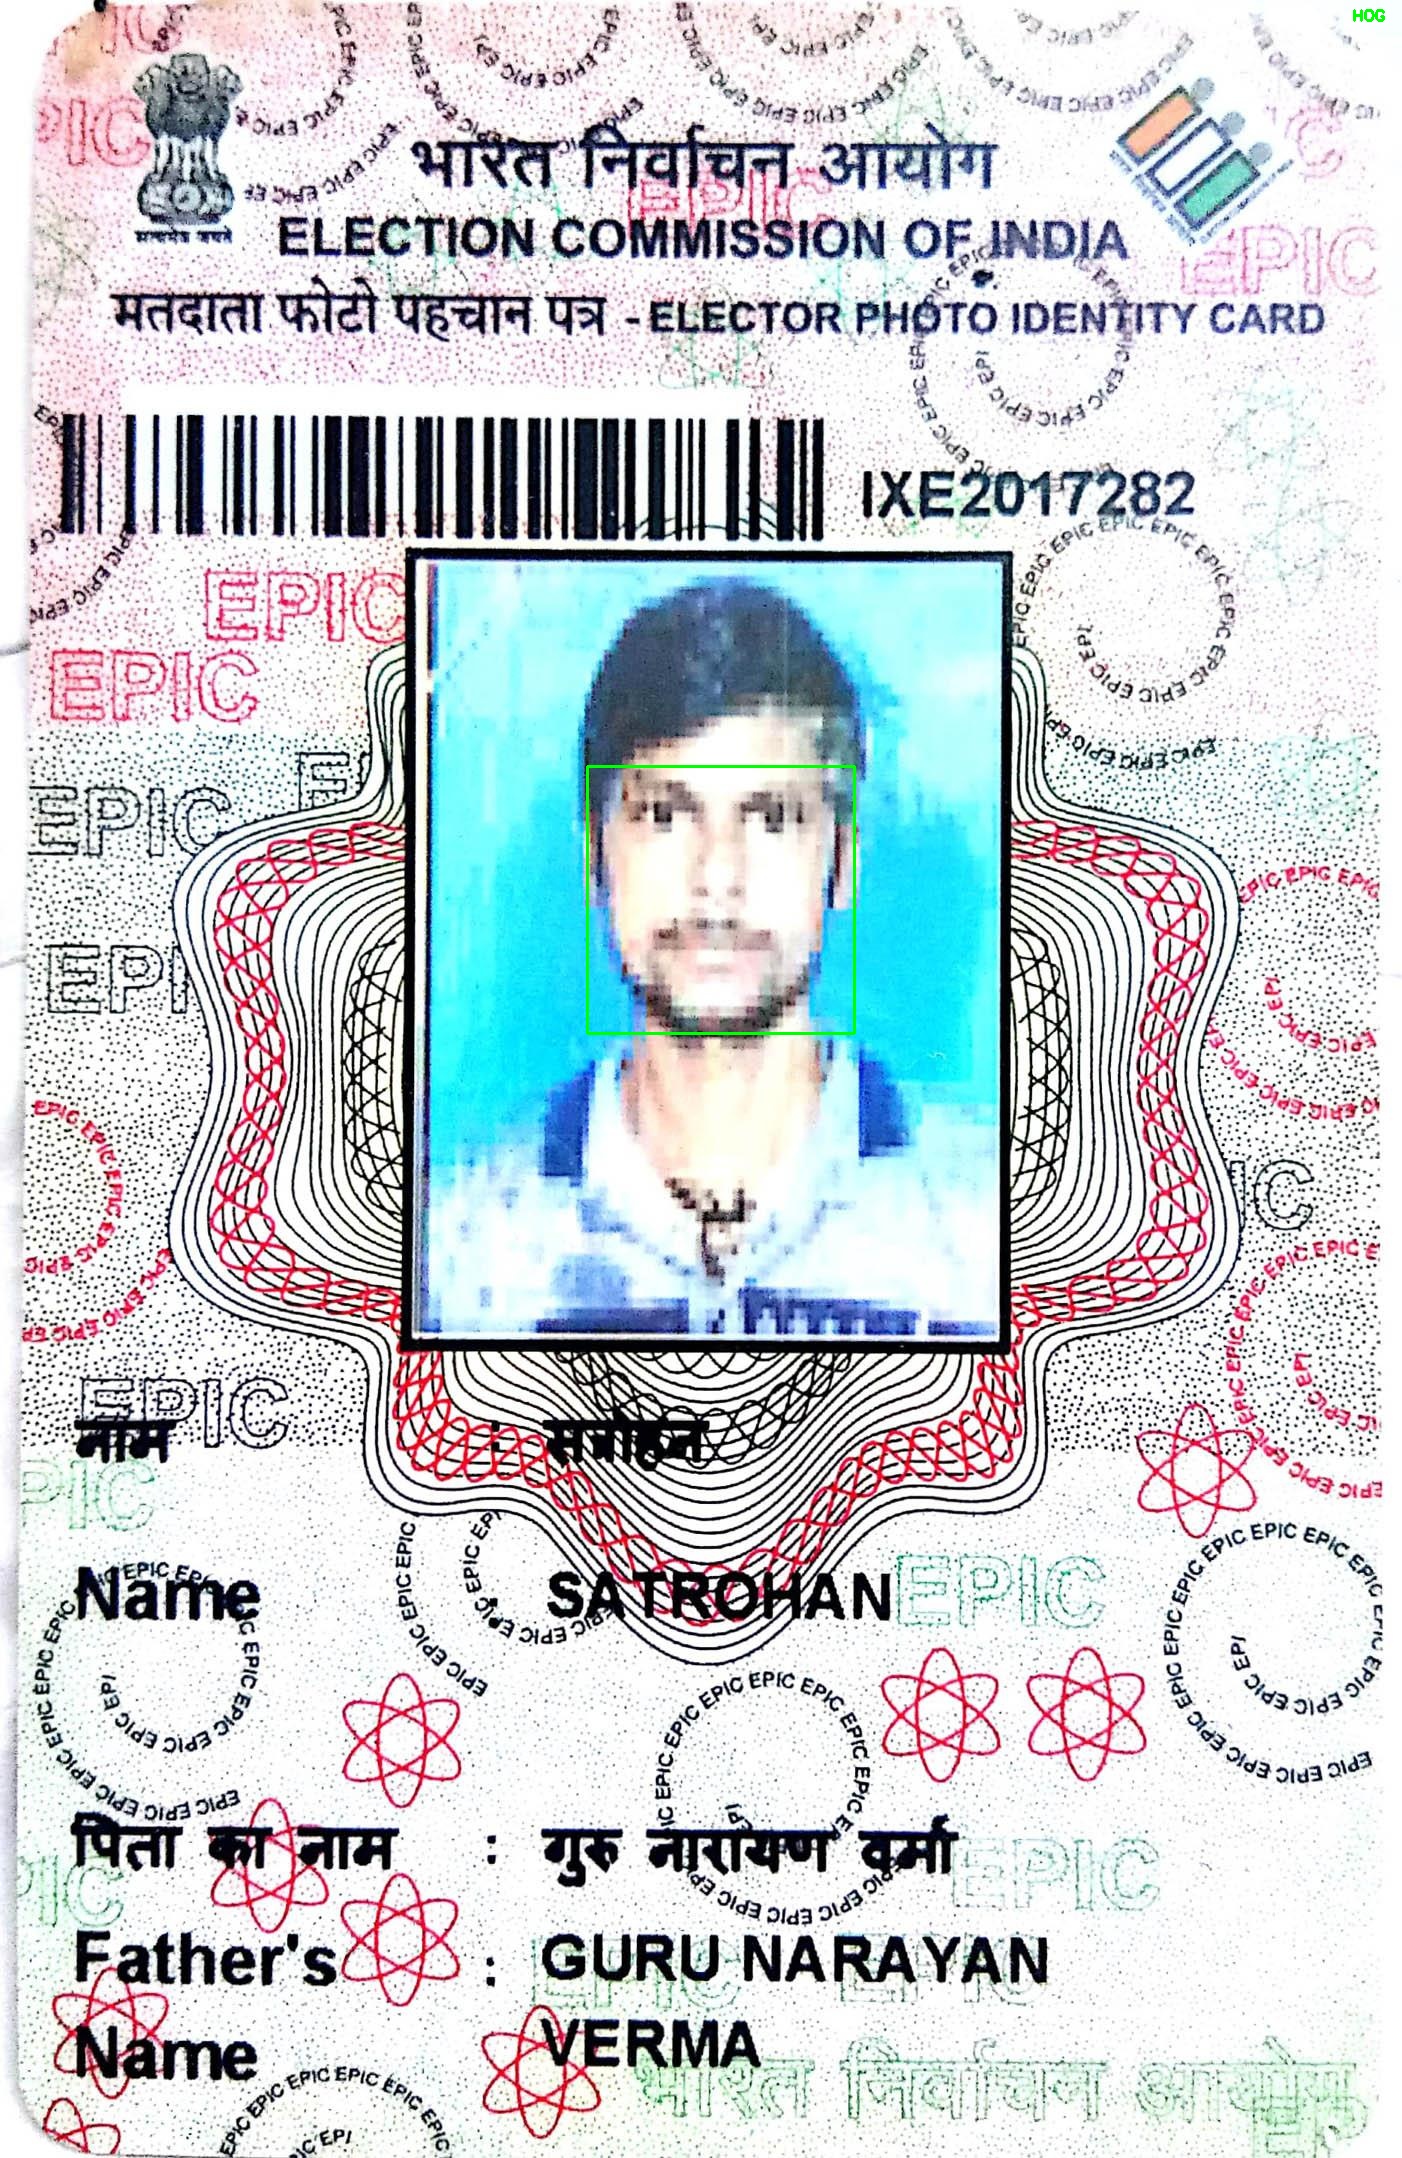 HOG
भारत निर्वाचन आयोग
ELECTION COMMISSION OF INDIA
मतदाता फोटो पहचान पत्र - ELECTOR PHOTO IDENTITY CARD
IXE2017282
नाम : सत्रोहन
Name SATROHAN
पिता का नाम : गुरु नारायण वर्मा
Father's : GURU NARAYAN
Name VERMA
भारत निर्वाचन आयोग